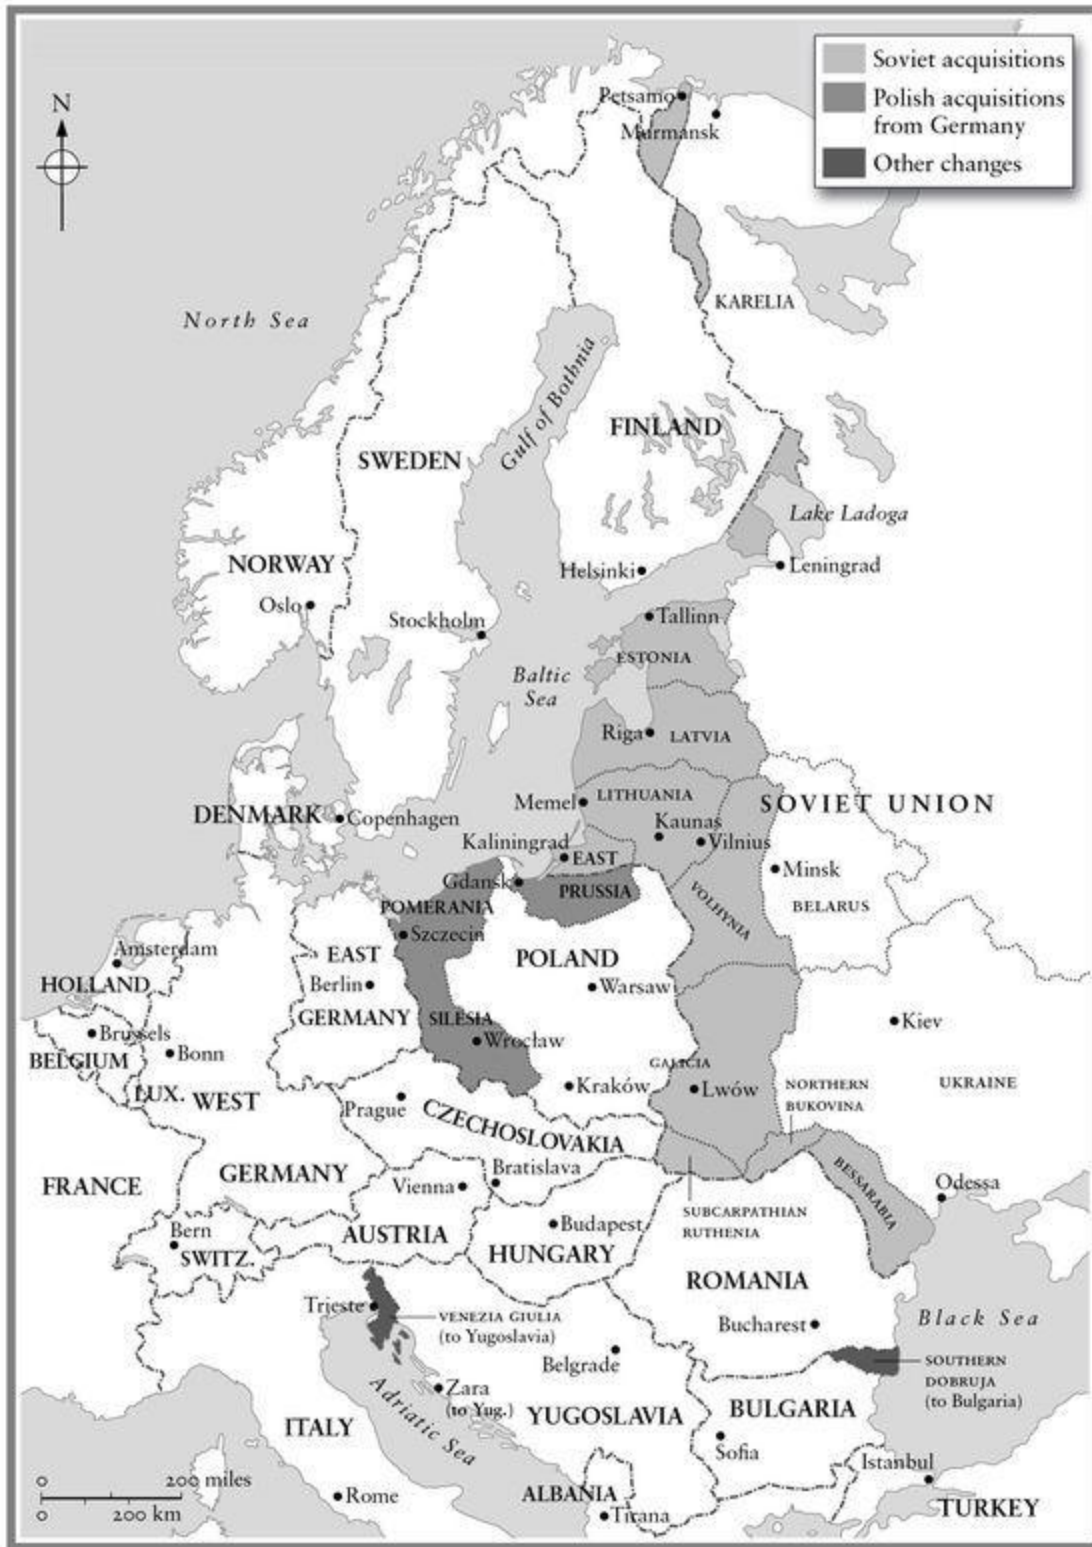 Soviet acquisitions
Polish acquisitions
from Germany
Other changes
N
Petsamo
Murmansk
KARELIA
North Sea
Gulf of Bothnia
FINLAND
SWEDEN
Lake Ladoga
NORWAY
Helsinki
Leningrad
Oslo
Stockholm
Tallinn
ESTONIA
Baltic
Sea
Riga
LATVIA
Memel
LITHUANIA
SOVIET UNION
DENMARK
Copenhagen
Kaunas
Kaliningrad
Vilnius
EAST
PRUSSIA
Minsk
Gdansk
POMERANIA
VOLHYNIA
BELARUS
Szczecin
Amsterdam
EAST
GERMANY
POLAND
HOLLAND
Berlin
Warsaw
SILESIA
Kiev
Brussels
Wrocław
BELGIUM
Bonn
GALICIA
LUX.
WEST
GERMANY
Kraków
Lwów
NORTHERN
BUKOVINA
UKRAINE
Prague
CZECHOSLOVAKIA
BESSARABIA
FRANCE
Bratislava
Vienna
Odessa
SUBCARPATHIAN
RUTHENIA
Bern
SWITZ.
AUSTRIA
Budapest
HUNGARY
ROMANIA
Trieste
VENEZIA GIULIA
(to Yugoslavia)
Bucharest
Black Sea
Belgrade
SOUTHERN
DOBRUJA
(to Bulgaria)
Zara
(to Yug.)
Adriatic Sea
YUGOSLAVIA
BULGARIA
ITALY
Sofia
Istanbul
0 200 miles
0 200 km
Rome
ALBANIA
Tirana
TURKEY